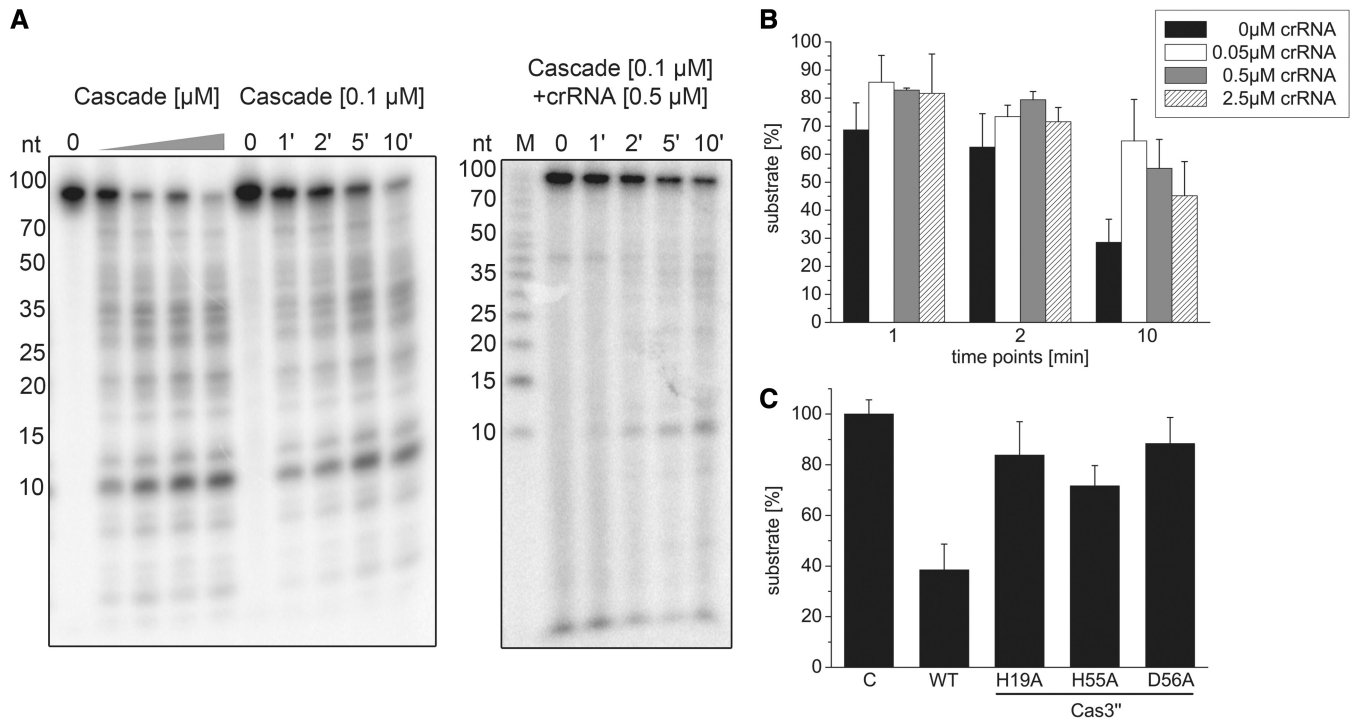 A
Cascade [µM] Cascade [0.1 µM]
nt 0 0 1' 2' 5' 10'
100
70
50
35
25
20
15
10
Cascade [0.1 µM]
+crRNA [0.5 µM]
nt M 0 1' 2' 5' 10'
100
70
50
35
25
20
15
10
B
0µM crRNA
0.05µM crRNA
0.5µM crRNA
2.5µM crRNA
substrate [%]
100
90
80
70
60
50
40
30
20
10
0
1 2 10
time points [min]
C
substrate [%]
100
80
60
40
20
0
C WT H19A H55A D56A
Cas3''